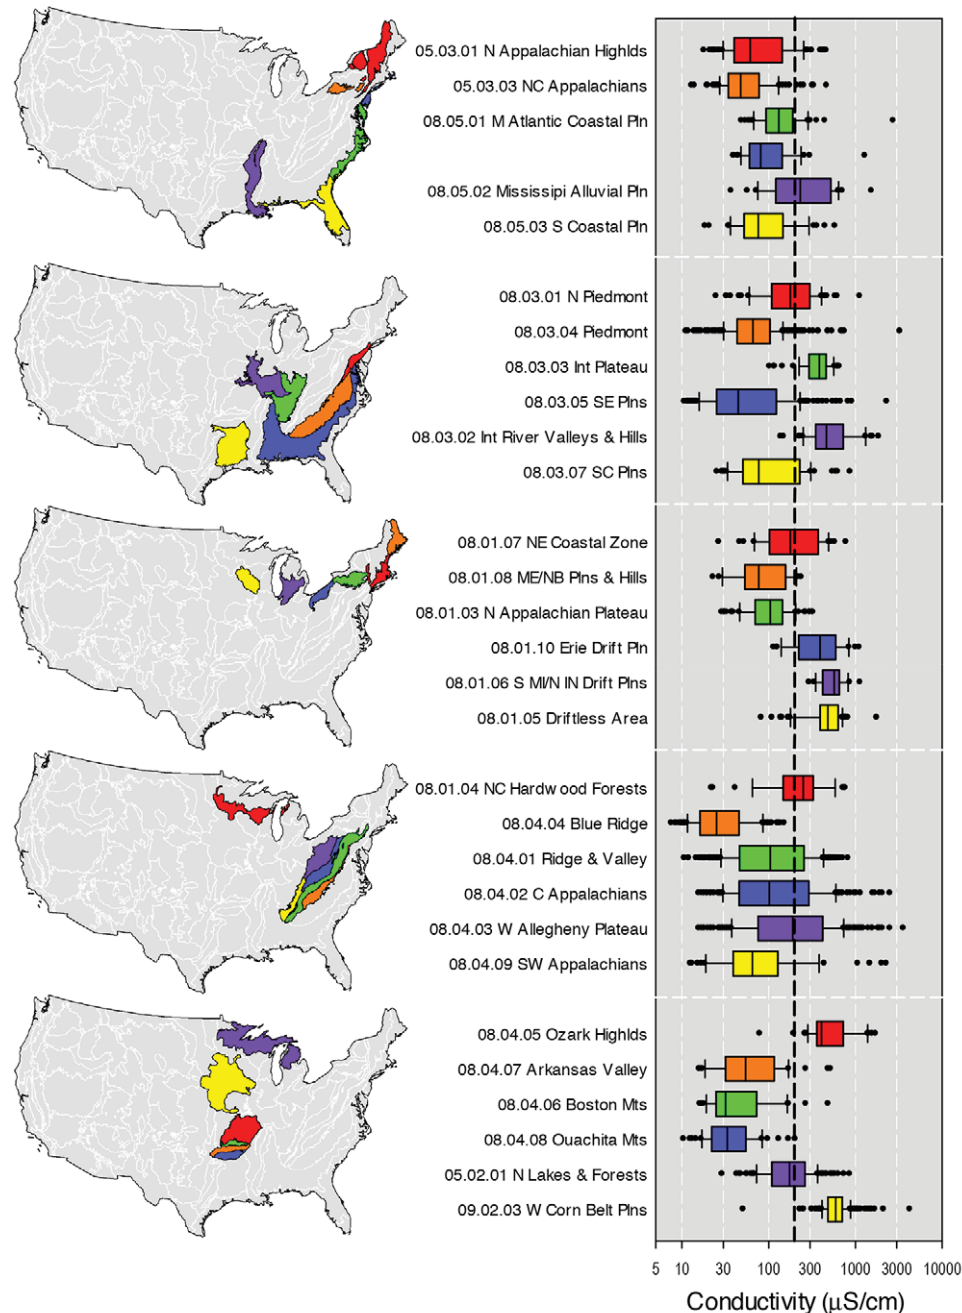 05.03.01 N Appalachian Highlds
05.03.03 NC Appalachians
08.05.01 M Atlantic Coastal Pln
08.05.02 Mississipi Alluvial Pln
08.05.03 S Coastal Pln
08.03.01 N Piedmont
08.03.04 Piedmont
08.03.03 Int Plateau
08.03.05 SE Plns
08.03.02 Int River Valleys & Hills
08.03.07 SC Plns
08.01.07 NE Coastal Zone
08.01.08 ME/NB Plns & Hills
08.01.03 N Appalachian Plateau
08.01.10 Erie Drift Pln
08.01.06 S MI/N IN Drift Plns
08.01.05 Driftless Area
08.01.04 NC Hardwood Forests
08.04.04 Blue Ridge
08.04.01 Ridge & Valley
08.04.02 C Appalachians
08.04.03 W Allegheny Plateau
08.04.09 SW Appalachians
08.04.05 Ozark Highlds
08.04.07 Arkansas Valley
08.04.06 Boston Mts
08.04.08 Ouachita Mts
05.02.01 N Lakes & Forests
09.02.03 W Corn Belt Plns
5 10 30 100 300 1000 3000 10000
Conductivity (µS/cm)